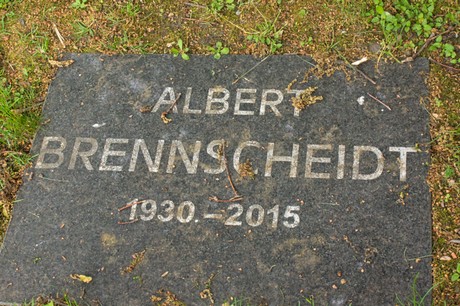 ALBERT
BRENNSCHEIDT
1930 – 2015